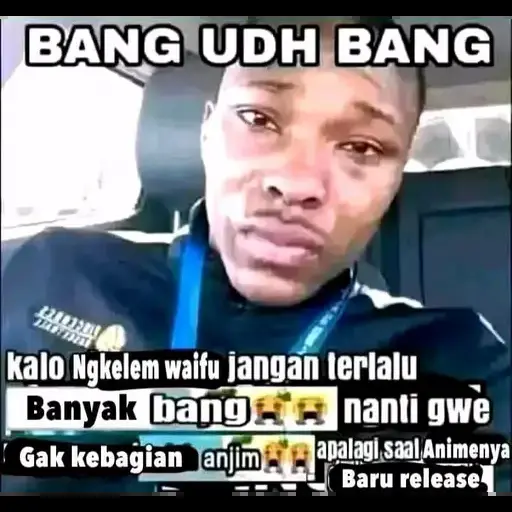 BANG UDH BANG
kalo Ngkelem waifu jangan terlalu
Banyak bang😭😭 nanti gwe
Gak kebagian anjim😭😭 apalagi saal Animenya
Baru release